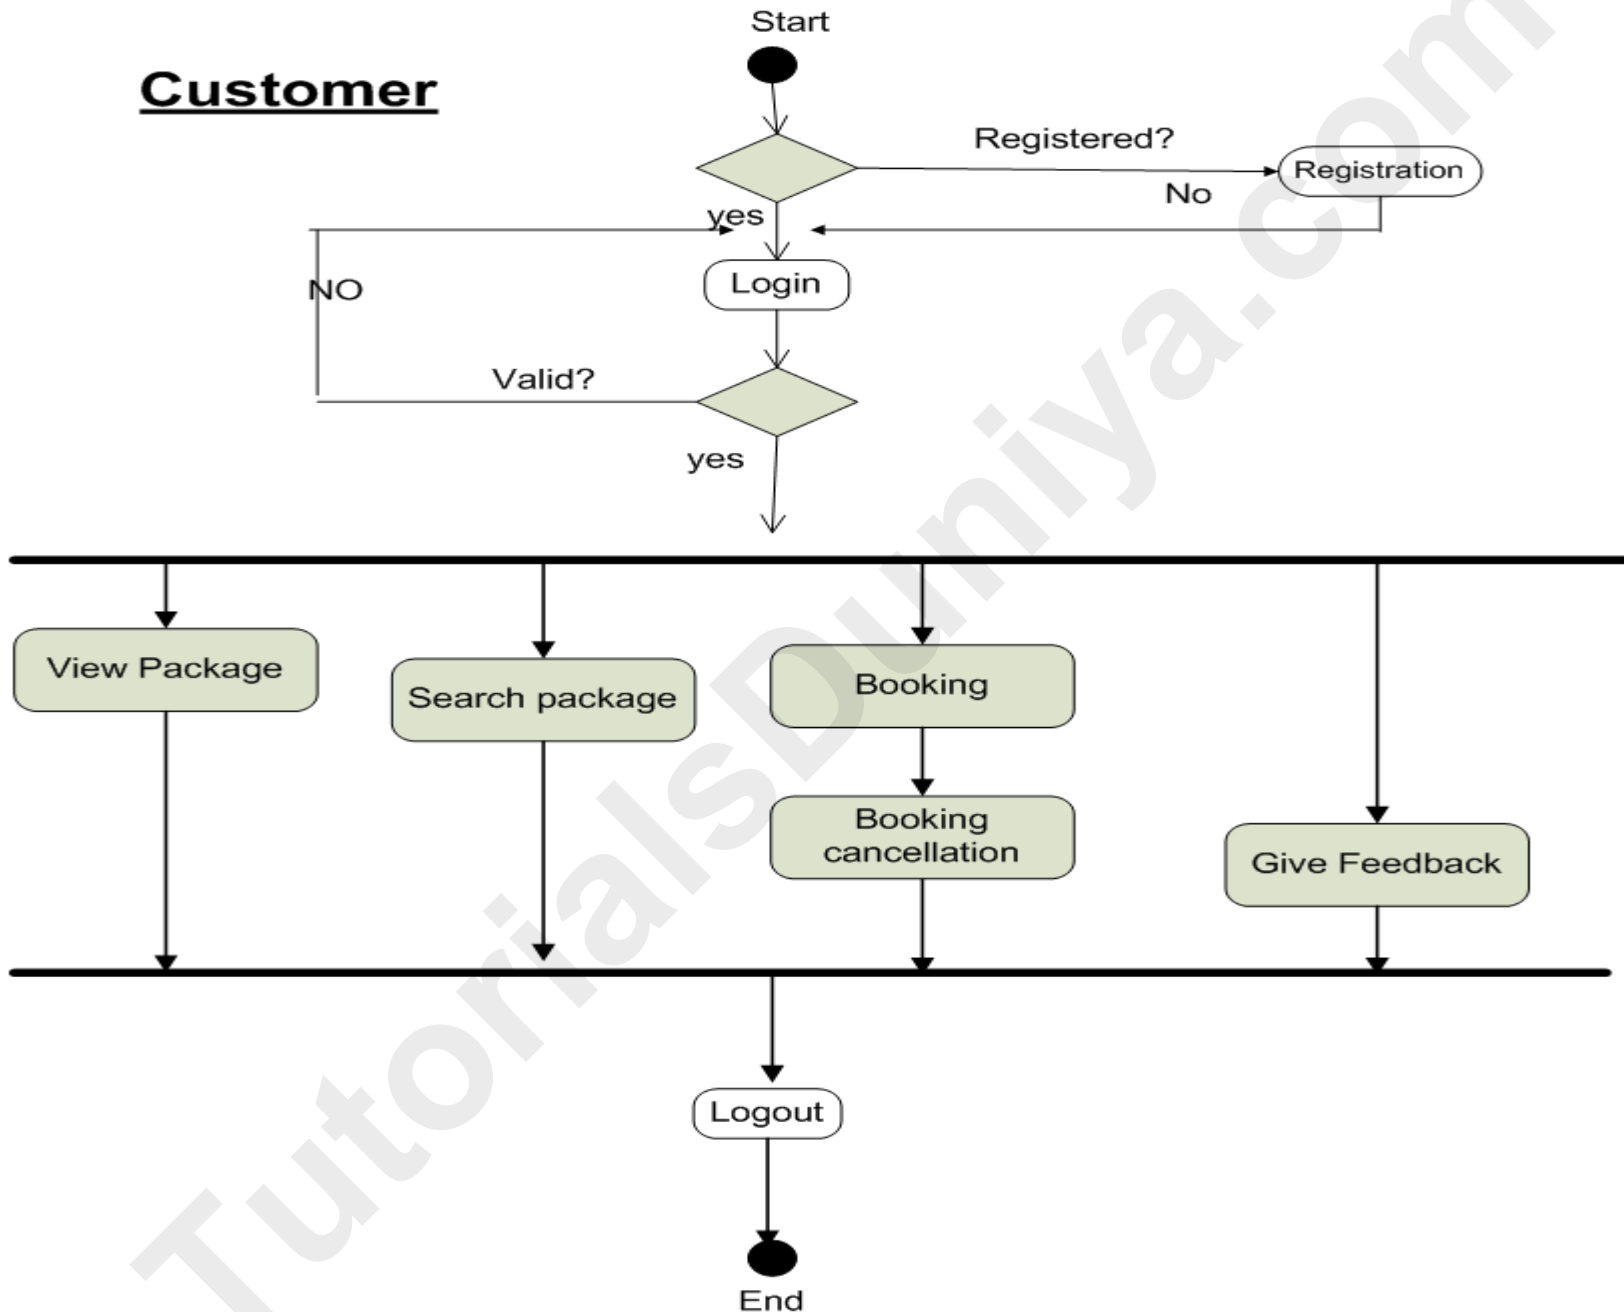 Start
Customer
Registered?
Registration
No
yes
NO
Login
Valid?
yes
View Package
Search package
Booking
Booking
cancellation
Give Feedback
Logout
End
TutorialsDuniya.com